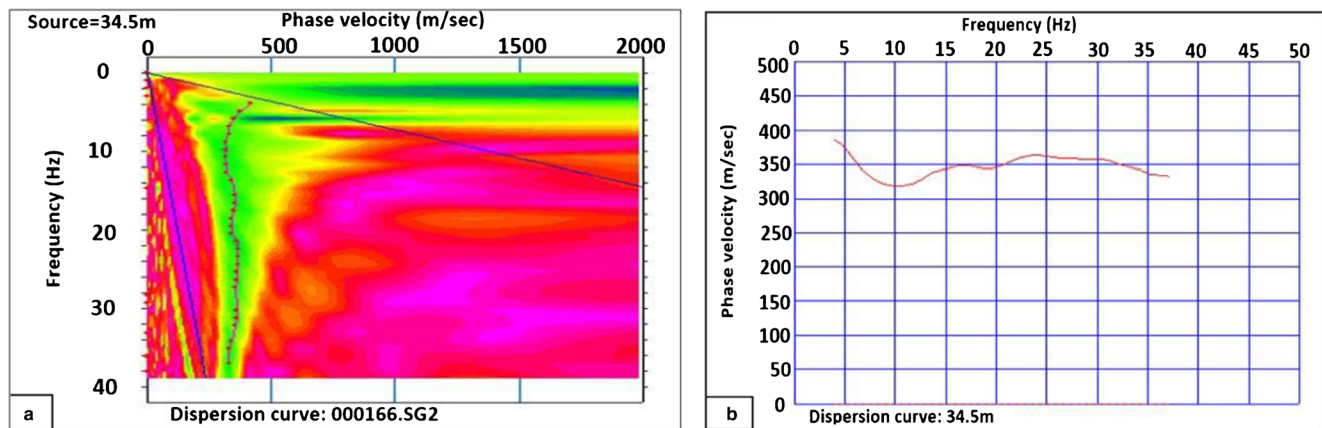 Source=34.5m
Phase velocity (m/sec)
0 500 1000 1500 2000
Frequency (Hz)
0
10
20
30
40
a
Dispersion curve: 000166.SG2
Frequency (Hz)
0 5 10 15 20 25 30 35 40 45 50
Phase velocity (m/sec)
500
450
400
350
300
250
200
150
100
50
0
b
Dispersion curve: 34.5m